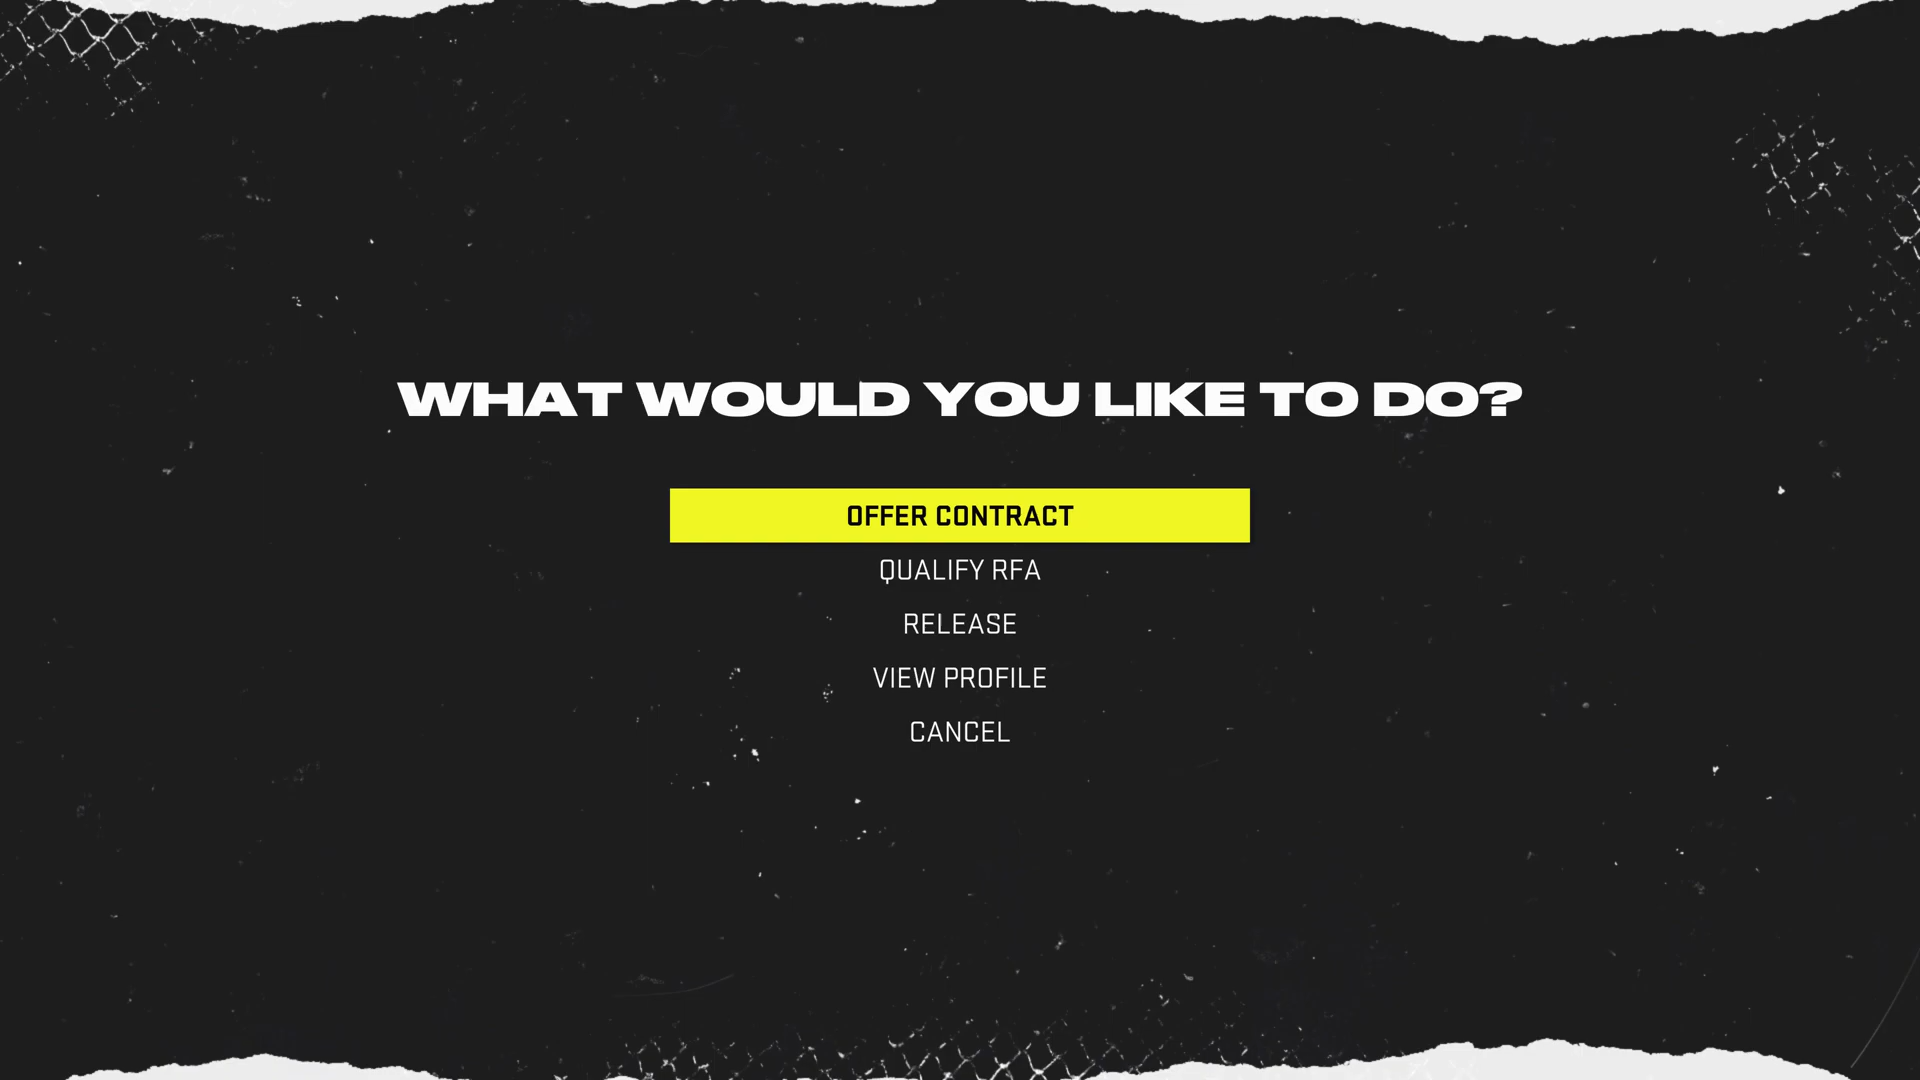 WHAT WOULD YOU LIKE TO DO?
OFFER CONTRACT
QUALIFY RFA
RELEASE
VIEW PROFILE
CANCEL